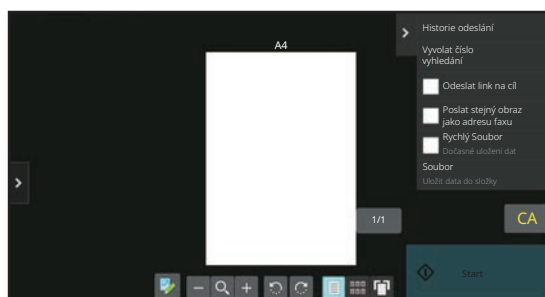 Historie odeslání
A4
Vyvolat číslo
vyhledání
Odeslat link na cíl
Poslat stejný obraz
jako adresu faxu
Rychlý Soubor
Dočasné uložení dat
Soubor
Uložit data do složky
1/1
CA
Start